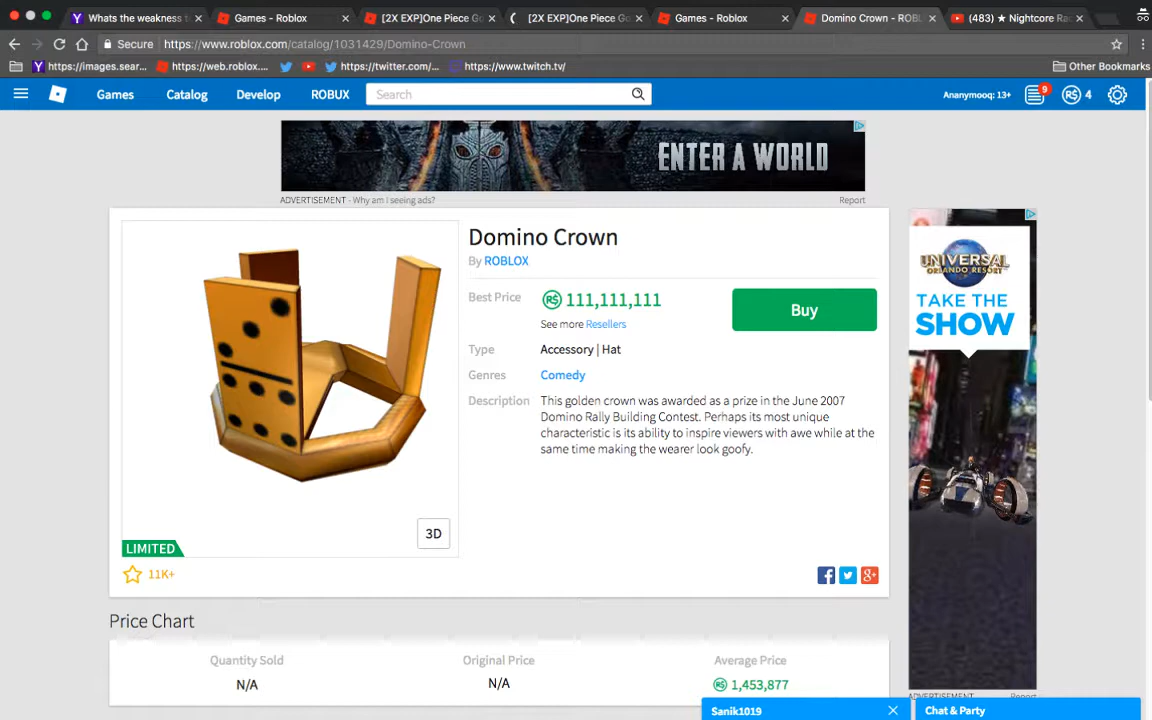 Whats the weakness t
Games - Roblox
[2X EXP]One Piece Go
[2X EXP]One Piece Go
Games - Roblox
Domino Crown - ROBL
(483) ★ Nightcore Rac
Secure https://www.roblox.com/catalog/1031429/Domino-Crown
https://images.sear...
https://web.roblox....
https://twitter.com/...
https://www.twitch.tv/
Other Bookmarks
Games
Catalog
Develop
ROBUX
Search
Ananymooq: 13+
9
R$ 4
ENTER A WORLD
ADVERTISEMENT - Why am I seeing ads?
Report
Domino Crown
By ROBLOX
Best Price
R$ 111,111,111
Buy
See more Resellers
Type
Accessory | Hat
Genres
Comedy
Description
This golden crown was awarded as a prize in the June 2007
Domino Rally Building Contest. Perhaps its most unique
characteristic is its ability to inspire viewers with awe while at the
same time making the wearer look goofy.
3D
LIMITED
11K+
UNIVERSAL
ORLANDO RESORT
TAKE THE
SHOW
Price Chart
Quantity Sold
N/A
Original Price
N/A
Average Price
R$ 1,453,877
ADVERTISEMENT
Report
Sanik1019
Chat & Party